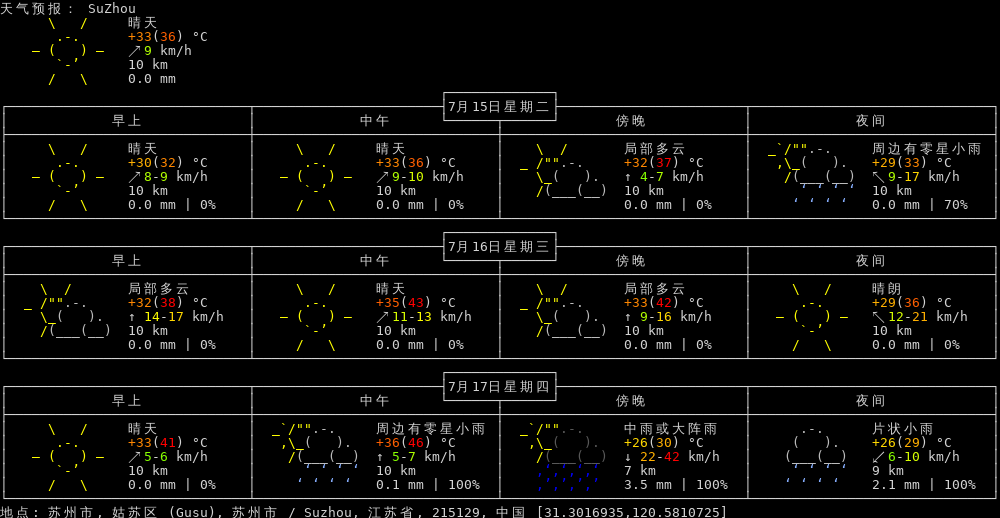 天气预报： SuZhou
晴天
+33(36) °C
↗ 9 km/h
10 km
0.0 mm
7月15日星期二
早上 中午 傍晚 夜间
晴天 晴天 局部多云 周边有零星小雨
+30(32) °C +33(36) °C +32(37) °C +29(33) °C
↗ 8-9 km/h ↗ 9-10 km/h ↑ 4-7 km/h ↖ 9-17 km/h
10 km 10 km 10 km 10 km
0.0 mm | 0% 0.0 mm | 0% 0.0 mm | 0% 0.0 mm | 70%
7月16日星期三
早上 中午 傍晚 夜间
局部多云 晴天 局部多云 晴朗
+32(38) °C +35(43) °C +33(42) °C +29(36) °C
↑ 14-17 km/h ↗ 11-13 km/h ↑ 9-16 km/h ↖ 12-21 km/h
10 km 10 km 10 km 10 km
0.0 mm | 0% 0.0 mm | 0% 0.0 mm | 0% 0.0 mm | 0%
7月17日星期四
早上 中午 傍晚 夜间
晴天 周边有零星小雨 中雨或大阵雨 片状小雨
+33(41) °C +36(46) °C +26(30) °C +26(29) °C
↗ 5-6 km/h ↑ 5-7 km/h ↓ 22-42 km/h ↙ 6-10 km/h
10 km 10 km 7 km 9 km
0.0 mm | 0% 0.1 mm | 100% 3.5 mm | 100% 2.1 mm | 100%
地点: 苏州市, 姑苏区 (Gusu), 苏州市 / Suzhou, 江苏省, 215129, 中国 [31.3016935,120.5810725]